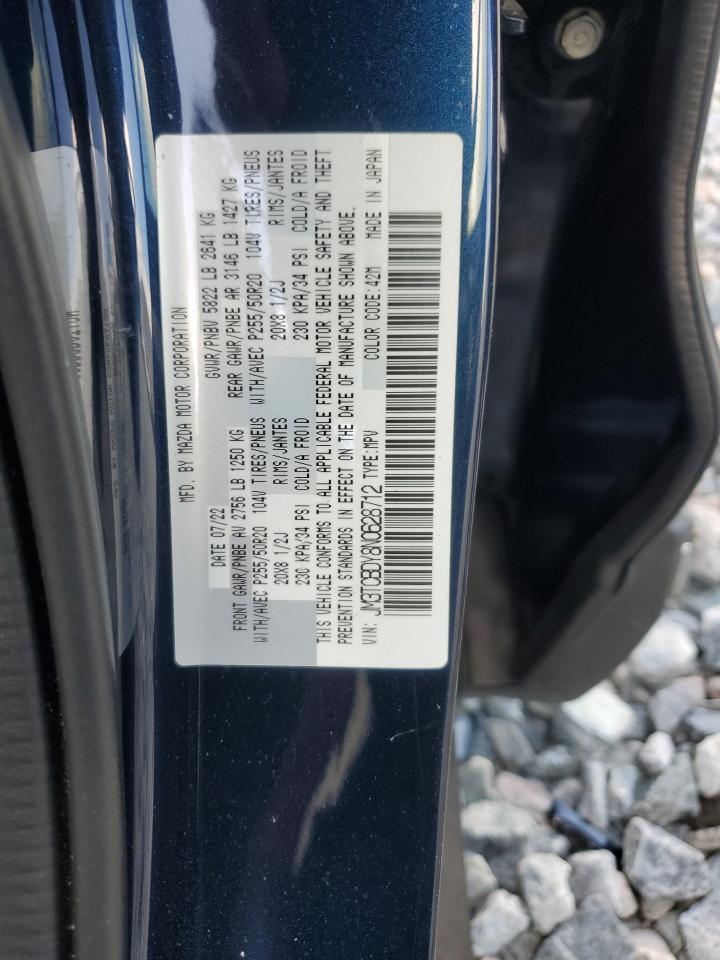 MFD. BY MAZDA MOTOR CORPORATION
DATE 07/22 GVWR/PNBV 5822 LB 2641 KG
FRONT GAWR/PNBE AV 2756 LB 1250 KG REAR GAWR/PNBE AR 3146 LB 1427 KG
WITH/AVEC P255/50R20 104V TIRES/PNEUS WITH/AVEC P255/50R20 104V TIRES/PNEUS
20X8 1/2J RIMS/JANTES 20X8 1/2J RIMS/JANTES
230 KPA/34 PSI COLD/A FROID 230 KPA/34 PSI COLD/A FROID
THIS VEHICLE CONFORMS TO ALL APPLICABLE FEDERAL MOTOR VEHICLE SAFETY AND THEFT
PREVENTION STANDARDS IN EFFECT ON THE DATE OF MANUFACTURE SHOWN ABOVE.
VIN: JM3TCBDY8N0628712 TYPE:MPV COLOR CODE:42M MADE IN JAPAN